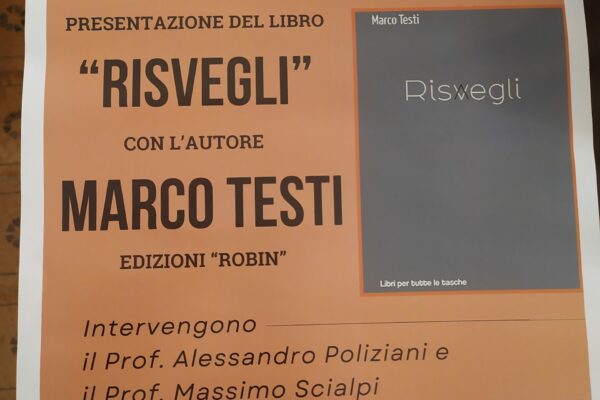 PRESENTAZIONE DEL LIBRO
“RISVEGLI”
CON L’AUTORE
MARCO TESTI
EDIZIONI “ROBIN”
Marco Testi
Risvegli
Libri per tutte le tasche
Intervengono
il Prof. Alessandro Poliziani e
il Prof. Massimo Scialpi